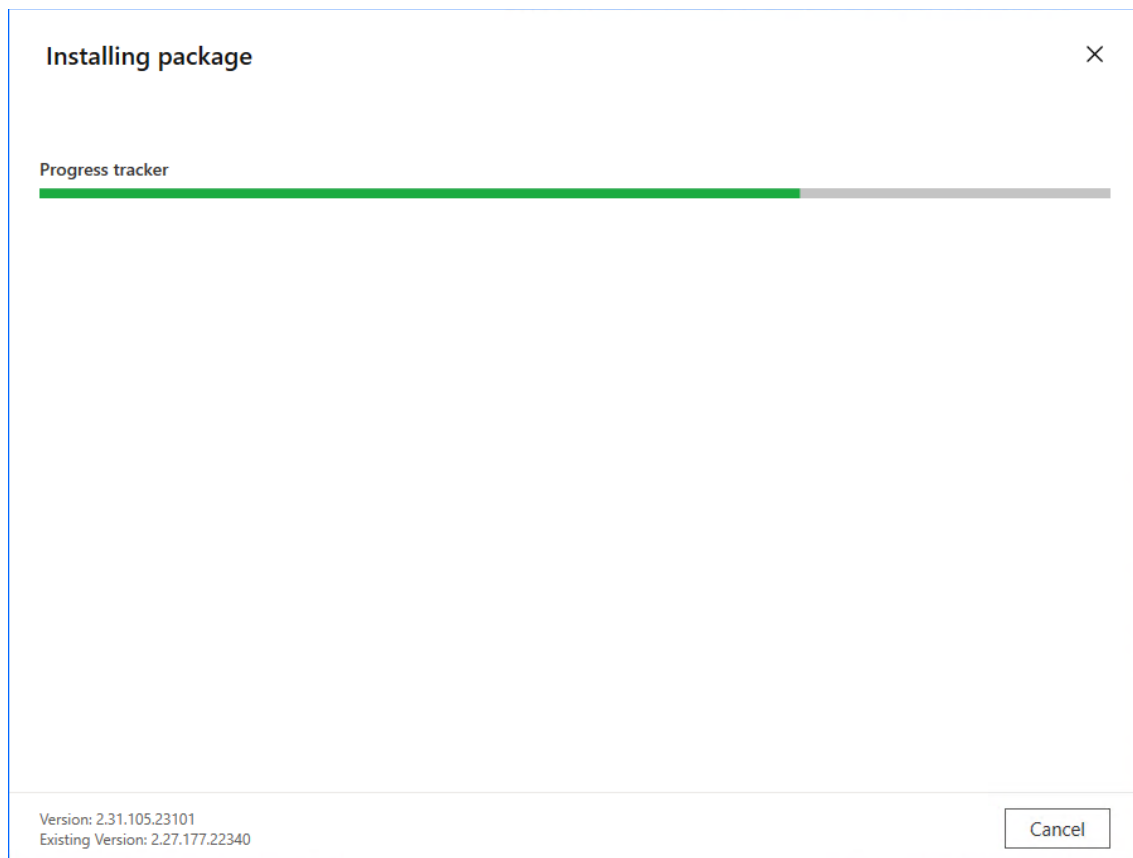 Installing package
Progress tracker
Version: 2.31.105.23101
Existing Version: 2.27.177.22340
Cancel